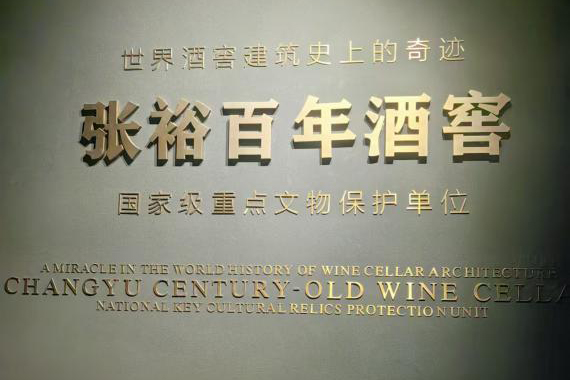 世界酒窖建筑史上的奇迹
张裕百年酒窖
国家级重点文物保护单位
A MIRACLE IN THE WORLD HISTORY OF WINE CELLAR ARCHITECTURE
CHANGYU CENTURY-OLD WINE CELLA
NATIONAL KEY CULTURAL RELICS PROTECTION UNIT